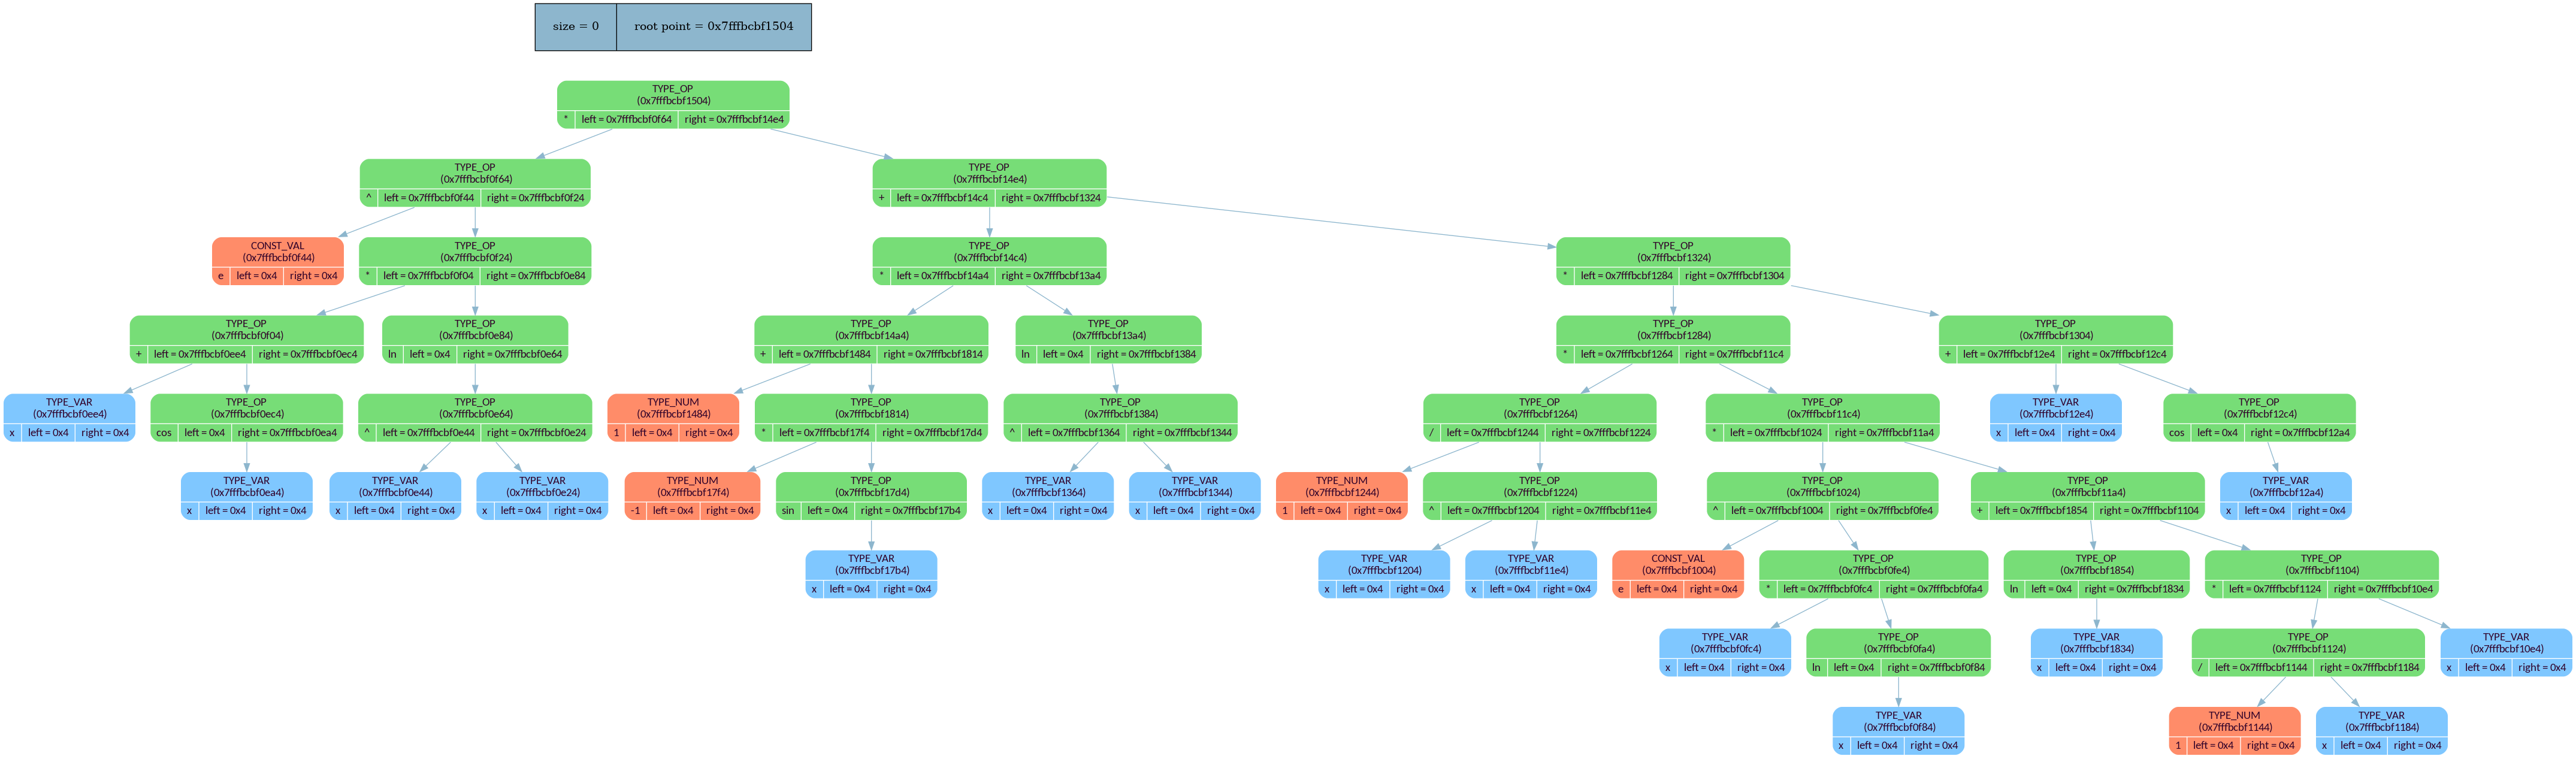 size = 0 root point = 0x7fffbcbf1504
TYPE_OP
(0x7fffbcbf1504)
* left = 0x7fffbcbf0f64 right = 0x7fffbcbf14e4
TYPE_OP
(0x7fffbcbf0f64)
^ left = 0x7fffbcbf0f44 right = 0x7fffbcbf0f24
TYPE_OP
(0x7fffbcbf14e4)
+ left = 0x7fffbcbf14c4 right = 0x7fffbcbf1324
CONST_VAL
(0x7fffbcbf0f44)
e left = 0x4 right = 0x4
TYPE_OP
(0x7fffbcbf0f24)
* left = 0x7fffbcbf0f04 right = 0x7fffbcbf0e84
TYPE_OP
(0x7fffbcbf14c4)
* left = 0x7fffbcbf14a4 right = 0x7fffbcbf13a4
TYPE_OP
(0x7fffbcbf1324)
* left = 0x7fffbcbf1284 right = 0x7fffbcbf1304
TYPE_OP
(0x7fffbcbf0f04)
+ left = 0x7fffbcbf0ee4 right = 0x7fffbcbf0ec4
TYPE_OP
(0x7fffbcbf0e84)
ln left = 0x4 right = 0x7fffbcbf0e64
TYPE_OP
(0x7fffbcbf14a4)
+ left = 0x7fffbcbf1484 right = 0x7fffbcbf1814
TYPE_OP
(0x7fffbcbf13a4)
ln left = 0x4 right = 0x7fffbcbf1384
TYPE_OP
(0x7fffbcbf1284)
* left = 0x7fffbcbf1264 right = 0x7fffbcbf11c4
TYPE_OP
(0x7fffbcbf1304)
+ left = 0x7fffbcbf12e4 right = 0x7fffbcbf12c4
TYPE_VAR
(0x7fffbcbf0ee4)
x left = 0x4 right = 0x4
TYPE_OP
(0x7fffbcbf0ec4)
cos left = 0x4 right = 0x7fffbcbf0ea4
TYPE_OP
(0x7fffbcbf0e64)
^ left = 0x7fffbcbf0e44 right = 0x7fffbcbf0e24
TYPE_NUM
(0x7fffbcbf1484)
1 left = 0x4 right = 0x4
TYPE_OP
(0x7fffbcbf1814)
* left = 0x7fffbcbf17f4 right = 0x7fffbcbf17d4
TYPE_OP
(0x7fffbcbf1384)
^ left = 0x7fffbcbf1364 right = 0x7fffbcbf1344
TYPE_OP
(0x7fffbcbf1264)
/ left = 0x7fffbcbf1244 right = 0x7fffbcbf1224
TYPE_OP
(0x7fffbcbf11c4)
* left = 0x7fffbcbf1024 right = 0x7fffbcbf11a4
TYPE_VAR
(0x7fffbcbf12e4)
x left = 0x4 right = 0x4
TYPE_OP
(0x7fffbcbf12c4)
cos left = 0x4 right = 0x7fffbcbf12a4
TYPE_VAR
(0x7fffbcbf0ea4)
x left = 0x4 right = 0x4
TYPE_VAR
(0x7fffbcbf0e44)
x left = 0x4 right = 0x4
TYPE_VAR
(0x7fffbcbf0e24)
x left = 0x4 right = 0x4
TYPE_NUM
(0x7fffbcbf17f4)
-1 left = 0x4 right = 0x4
TYPE_OP
(0x7fffbcbf17d4)
sin left = 0x4 right = 0x7fffbcbf17b4
TYPE_VAR
(0x7fffbcbf1364)
x left = 0x4 right = 0x4
TYPE_VAR
(0x7fffbcbf1344)
x left = 0x4 right = 0x4
TYPE_NUM
(0x7fffbcbf1244)
1 left = 0x4 right = 0x4
TYPE_OP
(0x7fffbcbf1224)
^ left = 0x7fffbcbf1204 right = 0x7fffbcbf11e4
TYPE_OP
(0x7fffbcbf1024)
^ left = 0x7fffbcbf1004 right = 0x7fffbcbf0fe4
TYPE_OP
(0x7fffbcbf11a4)
+ left = 0x7fffbcbf1854 right = 0x7fffbcbf1104
TYPE_VAR
(0x7fffbcbf12a4)
x left = 0x4 right = 0x4
TYPE_VAR
(0x7fffbcbf17b4)
x left = 0x4 right = 0x4
TYPE_VAR
(0x7fffbcbf1204)
x left = 0x4 right = 0x4
TYPE_VAR
(0x7fffbcbf11e4)
x left = 0x4 right = 0x4
CONST_VAL
(0x7fffbcbf1004)
e left = 0x4 right = 0x4
TYPE_OP
(0x7fffbcbf0fe4)
* left = 0x7fffbcbf0fc4 right = 0x7fffbcbf0fa4
TYPE_OP
(0x7fffbcbf1854)
ln left = 0x4 right = 0x7fffbcbf1834
TYPE_OP
(0x7fffbcbf1104)
* left = 0x7fffbcbf1124 right = 0x7fffbcbf10e4
TYPE_VAR
(0x7fffbcbf0fc4)
x left = 0x4 right = 0x4
TYPE_OP
(0x7fffbcbf0fa4)
ln left = 0x4 right = 0x7fffbcbf0f84
TYPE_VAR
(0x7fffbcbf1834)
x left = 0x4 right = 0x4
TYPE_OP
(0x7fffbcbf1124)
/ left = 0x7fffbcbf1144 right = 0x7fffbcbf1184
TYPE_VAR
(0x7fffbcbf10e4)
x left = 0x4 right = 0x4
TYPE_VAR
(0x7fffbcbf0f84)
x left = 0x4 right = 0x4
TYPE_NUM
(0x7fffbcbf1144)
1 left = 0x4 right = 0x4
TYPE_VAR
(0x7fffbcbf1184)
x left = 0x4 right = 0x4